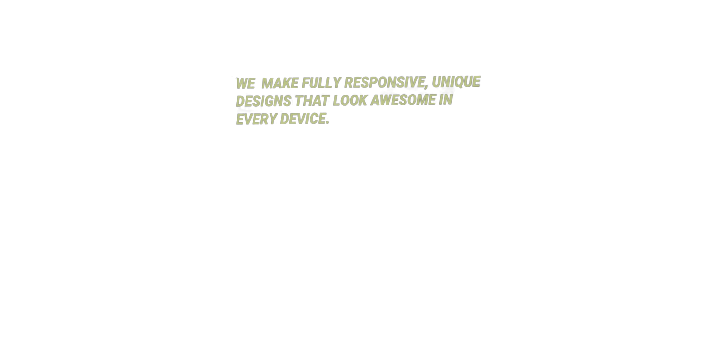 WE  MAKE FULLY RESPONSIVE, UNIQUE
DESIGNS THAT LOOK AWESOME IN
EVERY DEVICE.